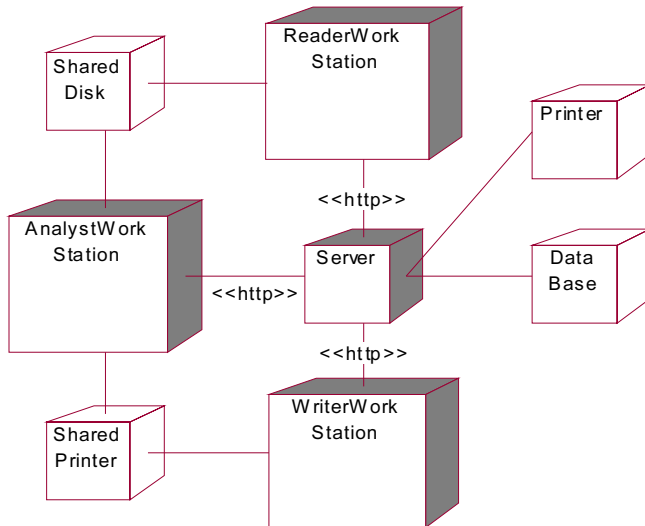 ReaderWork
Station
Shared
Disk
Printer
<<http>>
AnalystWork
Station
Server
Data
Base
<<http>>
<<http>>
WriterWork
Station
Shared
Printer